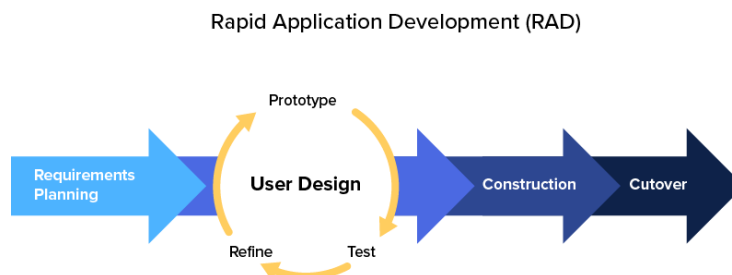 Rapid Application Development (RAD)
Prototype
Requirements
Planning
User Design
Construction
Cutover
Refine
Test